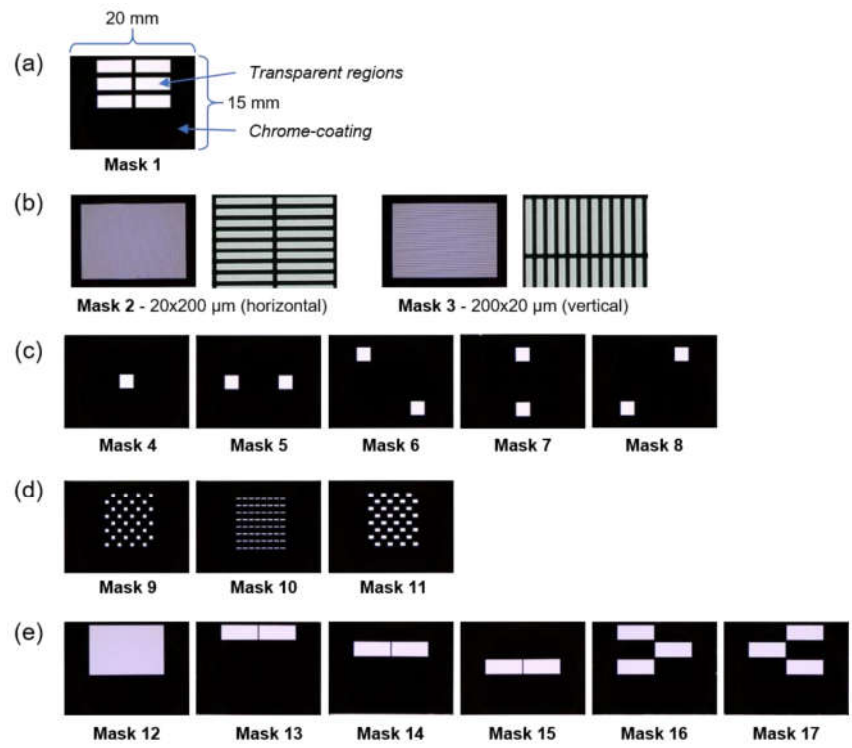 20 mm
(a)
Transparent regions
15 mm
Chrome-coating
Mask 1
(b)
Mask 2 - 20x200 µm (horizontal)
Mask 3 - 200x20 µm (vertical)
(c)
Mask 4
Mask 5
Mask 6
Mask 7
Mask 8
(d)
Mask 9
Mask 10
Mask 11
(e)
Mask 12
Mask 13
Mask 14
Mask 15
Mask 16
Mask 17